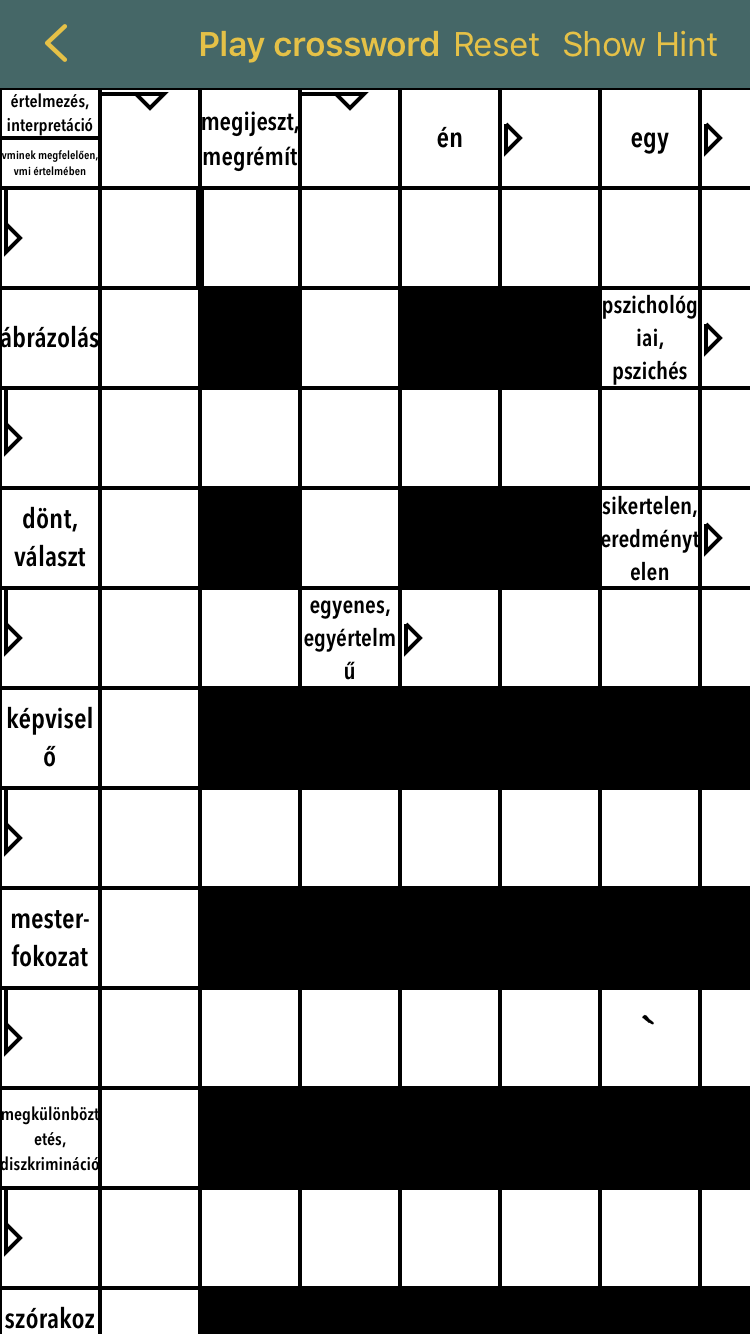 Play crossword Reset Show Hint
értelmezés,
interpretáció
vminek megfelelően,
vmi értelmében
megijeszt,
megrémít
én
egy
ábrázolás
pszichológ
iai,
pszichés
dönt,
választ
sikertelen,
eredményt
elen
egyenes,
egyértelm
ű
képvisel
ő
mester-
fokozat
`
megkülönbözt
etés,
diszkrimináció
szórakoz